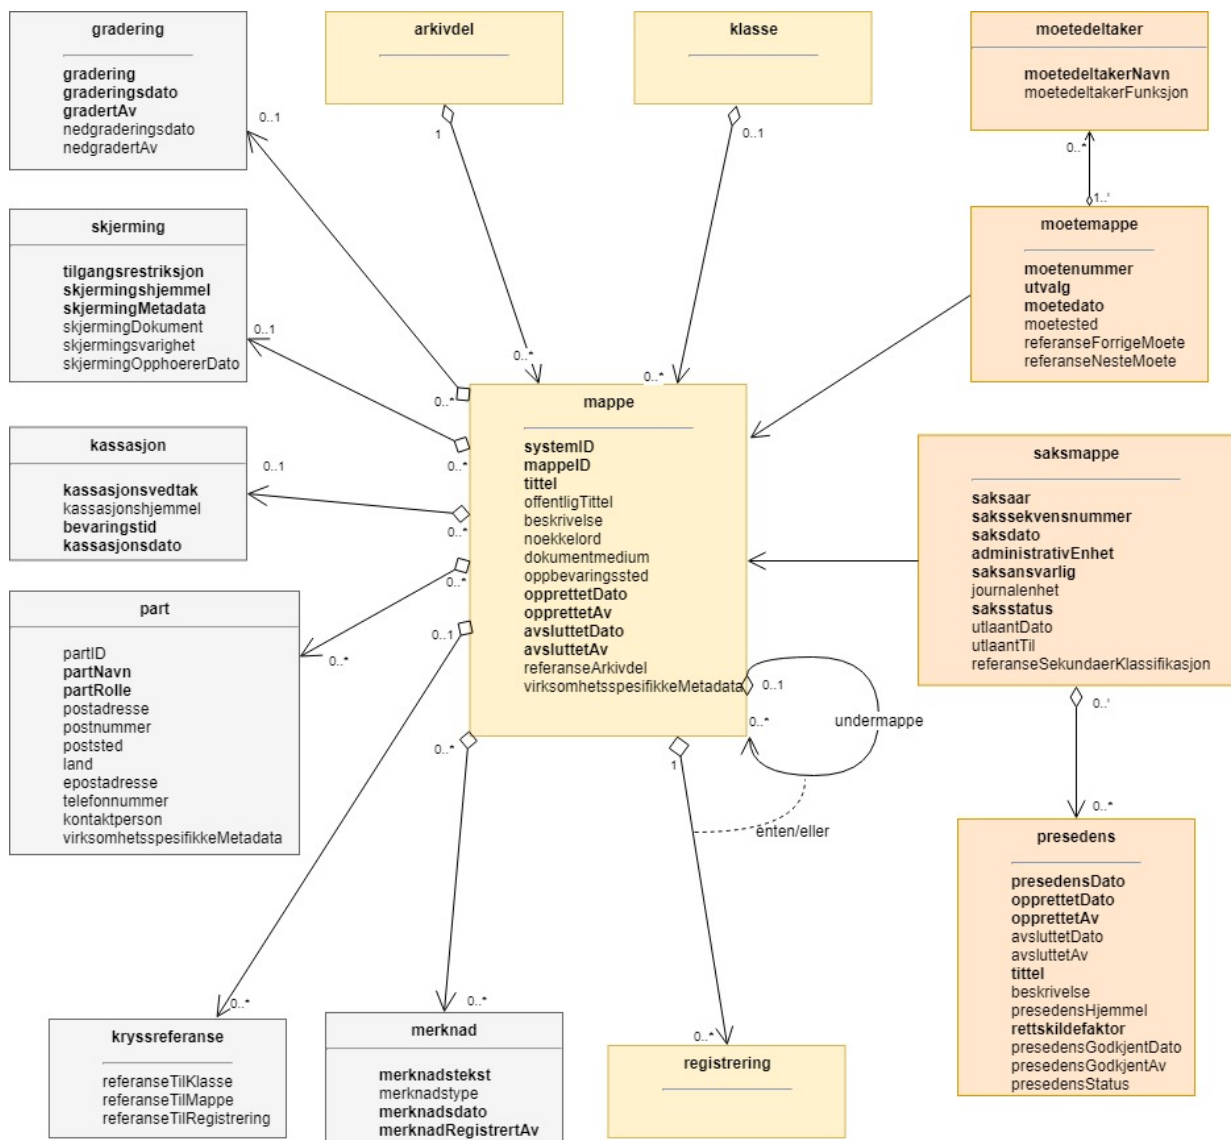 gradering
gradering
graderingsdato
gradertAv
nedgraderingsdato
nedgradertAv
0..1
arkivdel
1
klasse
0..1
moetedeltaker
moetedeltakerNavn
moetedeltakerFunksjon
0..*
1..'
moetemappe
moetenummer
utvalg
moetedato
moetested
referanseForrigeMoete
referanseNesteMoete
skjerming
tilgangsrestriksjon
skjermingshjemmel
skjermingMetadata
skjermingDokument
skjermingsvarighet
skjermingOpphoererDato
0..1
0..*
0..*
0..*
0..*
0..*
0..*
0..1
0..*
mappe
systemID
mappeID
tittel
offentligTittel
beskrivelse
noekkelord
dokumentmedium
oppbevaringssted
opprettetDato
opprettetAv
avsluttetDato
avsluttetAv
referanseArkivdel
virksomhetsspesifikkeMetadata
0..1
0..*
undermappe
enten/eller
1
kassasjon
kassasjonsvedtak
kassasjonshjemmel
bevaringstid
kassasjonsdato
0..1
saksmappe
saksaar
sakssekvensnummer
saksdato
administrativEnhet
saksansvarlig
journalenhet
saksstatus
utlaantDato
utlaantTil
referanseSekundaerKlassifikasjon
0..'
0..*
part
partID
partNavn
partRolle
postadresse
postnummer
poststed
land
epostadresse
telefonnummer
kontaktperson
virksomhetsspesifikkeMetadata
0..*
presedens
presedensDato
opprettetDato
opprettetAv
avsluttetDato
avsluttetAv
tittel
beskrivelse
presedensHjemmel
rettskildefaktor
presedensGodkjentDato
presedensGodkjentAv
presedensStatus
0..*
kryssreferanse
referanseTilKlasse
referanseTilMappe
referanseTilRegistrering
0..*
merknad
merknadstekst
merknadstype
merknadsdato
merknadRegistrertAv
0..*
registrering